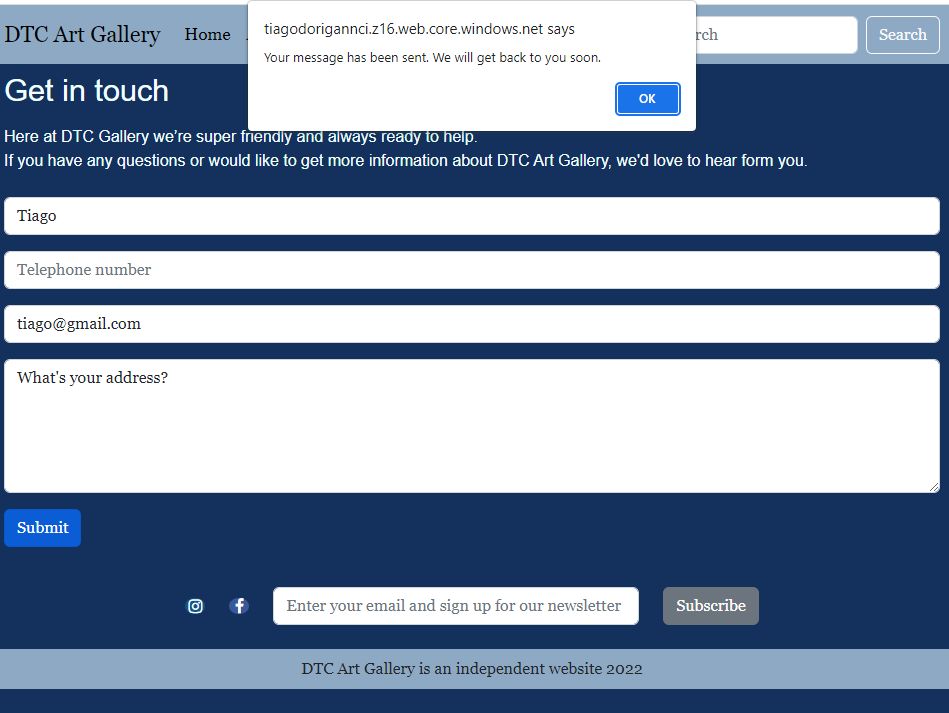 tiagodorigannci.z16.web.core.windows.net says
Your message has been sent. We will get back to you soon.
OK
DTC Art Gallery Home
Search
Get in touch
Here at DTC Gallery we're super friendly and always ready to help.
If you have any questions or would like to get more information about DTC Art Gallery, we'd love to hear form you.
Tiago
Telephone number
tiago@gmail.com
What's your address?
Submit
Enter your email and sign up for our newsletter Subscribe
DTC Art Gallery is an independent website 2022